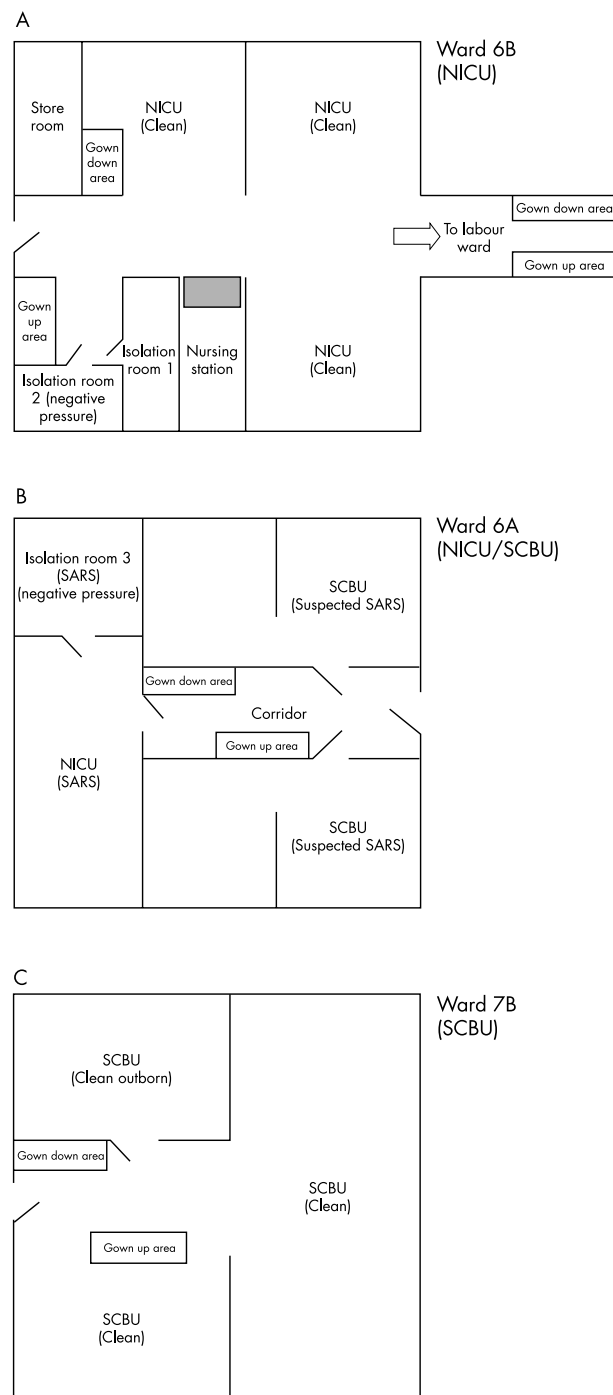 A
Ward 6B
(NICU)
Store
room
NICU
(Clean)
NICU
(Clean)
Gown
down
area
Gown down area
To labour
ward
Gown up area
Gown
up
area
Isolation
room 1
Nursing
station
NICU
(Clean)
Isolation room
2 (negative
pressure)
B
Ward 6A
(NICU/SCBU)
Isolation room 3
(SARS)
(negative pressure)
SCBU
(Suspected SARS)
Gown down area
Corridor
Gown up area
NICU
(SARS)
SCBU
(Suspected SARS)
C
Ward 7B
(SCBU)
SCBU
(Clean outborn)
Gown down area
SCBU
(Clean)
Gown up area
SCBU
(Clean)